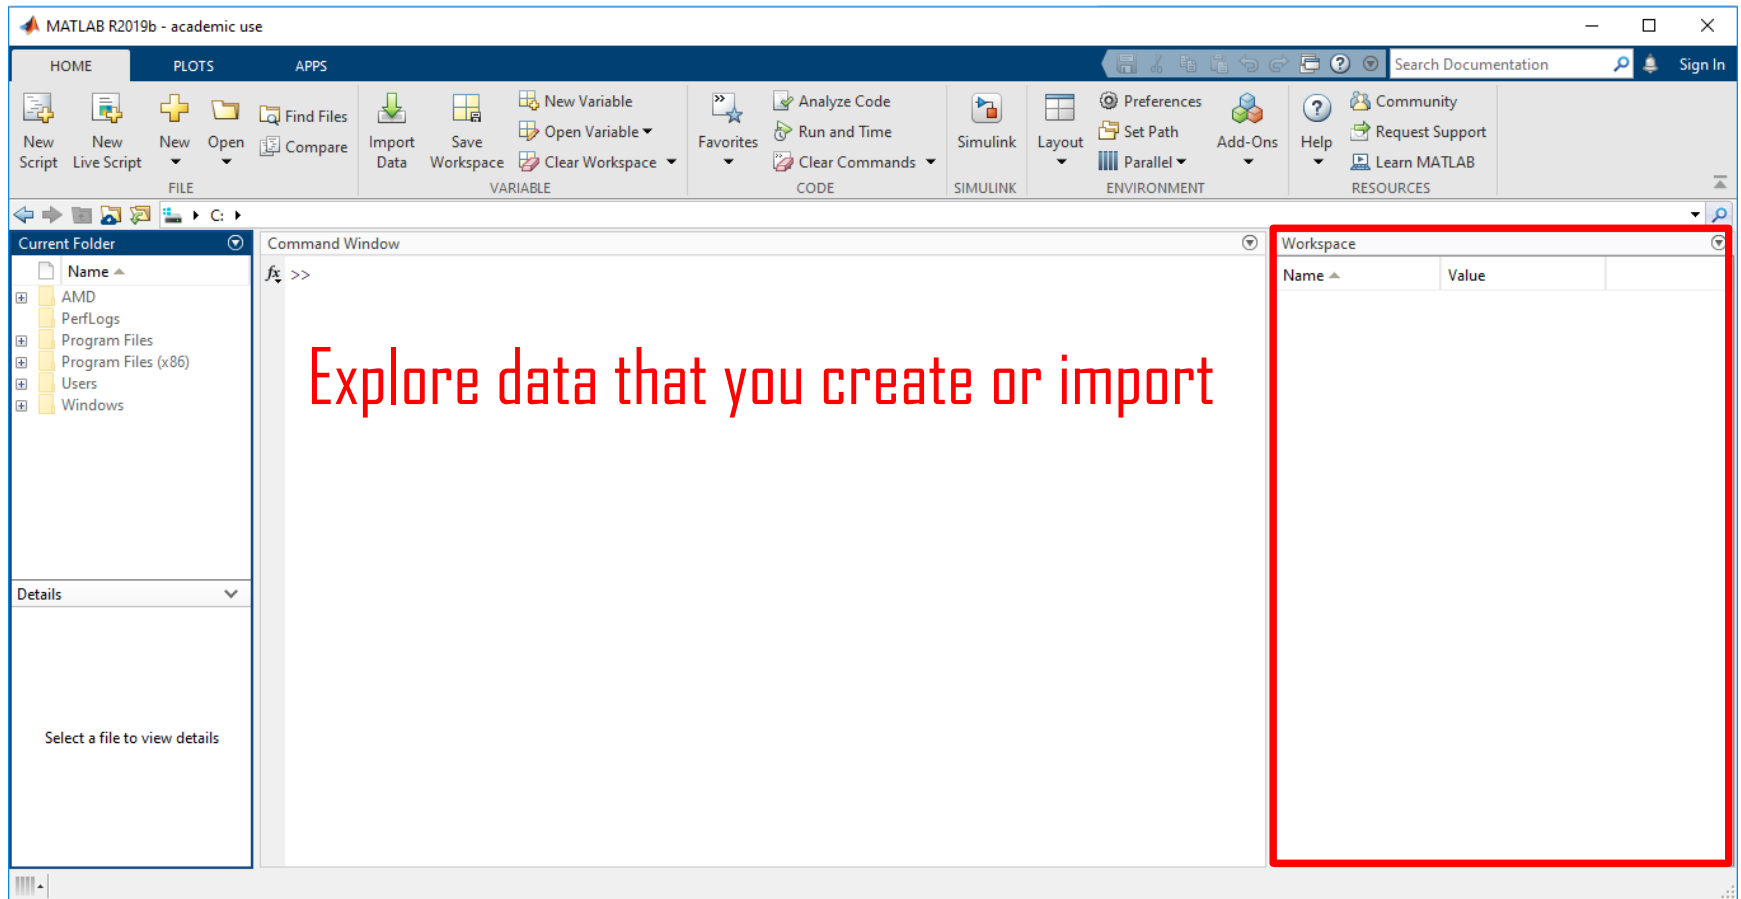 MATLAB R2019b - academic use
HOME PLOTS APPS
Search Documentation
Sign In
New Script
New Live Script
New
Open
Find Files
Compare
FILE
Import Data
Save Workspace
New Variable
Open Variable
Clear Workspace
VARIABLE
Favorites
Analyze Code
Run and Time
Clear Commands
CODE
Simulink
SIMULINK
Layout
Preferences
Set Path
Parallel
Add-Ons
ENVIRONMENT
Help
Community
Request Support
Learn MATLAB
RESOURCES
C:
Current Folder
Name
AMD
PerfLogs
Program Files
Program Files (x86)
Users
Windows
Details
Select a file to view details
Command Window
fx >>
Explore data that you create or import
Workspace
Name Value